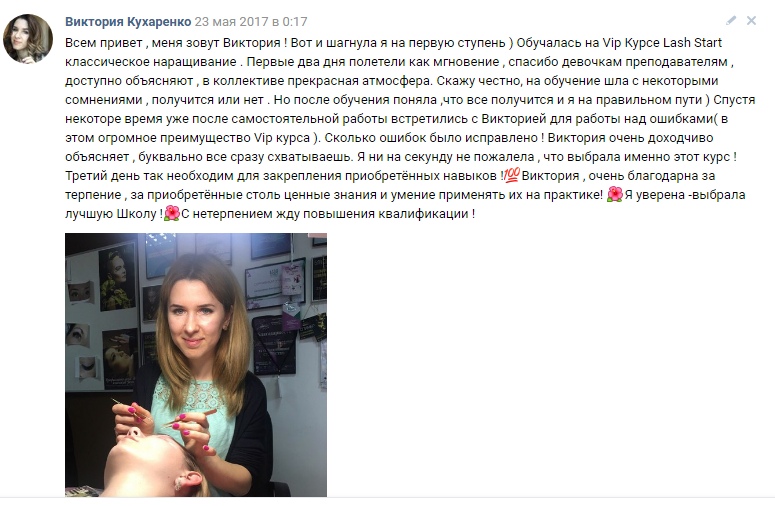 Виктория Кухаренко 23 мая 2017 в 0:17
Всем привет , меня зовут Виктория ! Вот и шагнула я на первую ступень ) Обучалась на Vip Курсе Lash Start
классическое наращивание . Первые два дня полетели как мгновение , спасибо девочкам преподавателям ,
доступно объясняют , в коллективе прекрасная атмосфера. Скажу честно, на обучение шла с некоторыми
сомнениями , получится или нет . Но после обучения поняла ,что все получится и я на правильном пути ) Спустя
некоторе время уже после самостоятельной работы встретились с Викторией для работы над ошибками( в
этом огромное преимущество Vip курса ). Сколько ошибок было исправлено ! Виктория очень доходчиво
объясняет , буквально все сразу схватываешь. Я ни на секунду не пожалела , что выбрала именно этот курс !
Третий день так необходим для закрепления приобретённых навыков !💯Виктория , очень благодарна за
терпение , за приобретённые столь ценные знания и умение применять их на практике! 🌺Я уверена -выбрала
лучшую Школу !🌺С нетерпением жду повышения квалификации !